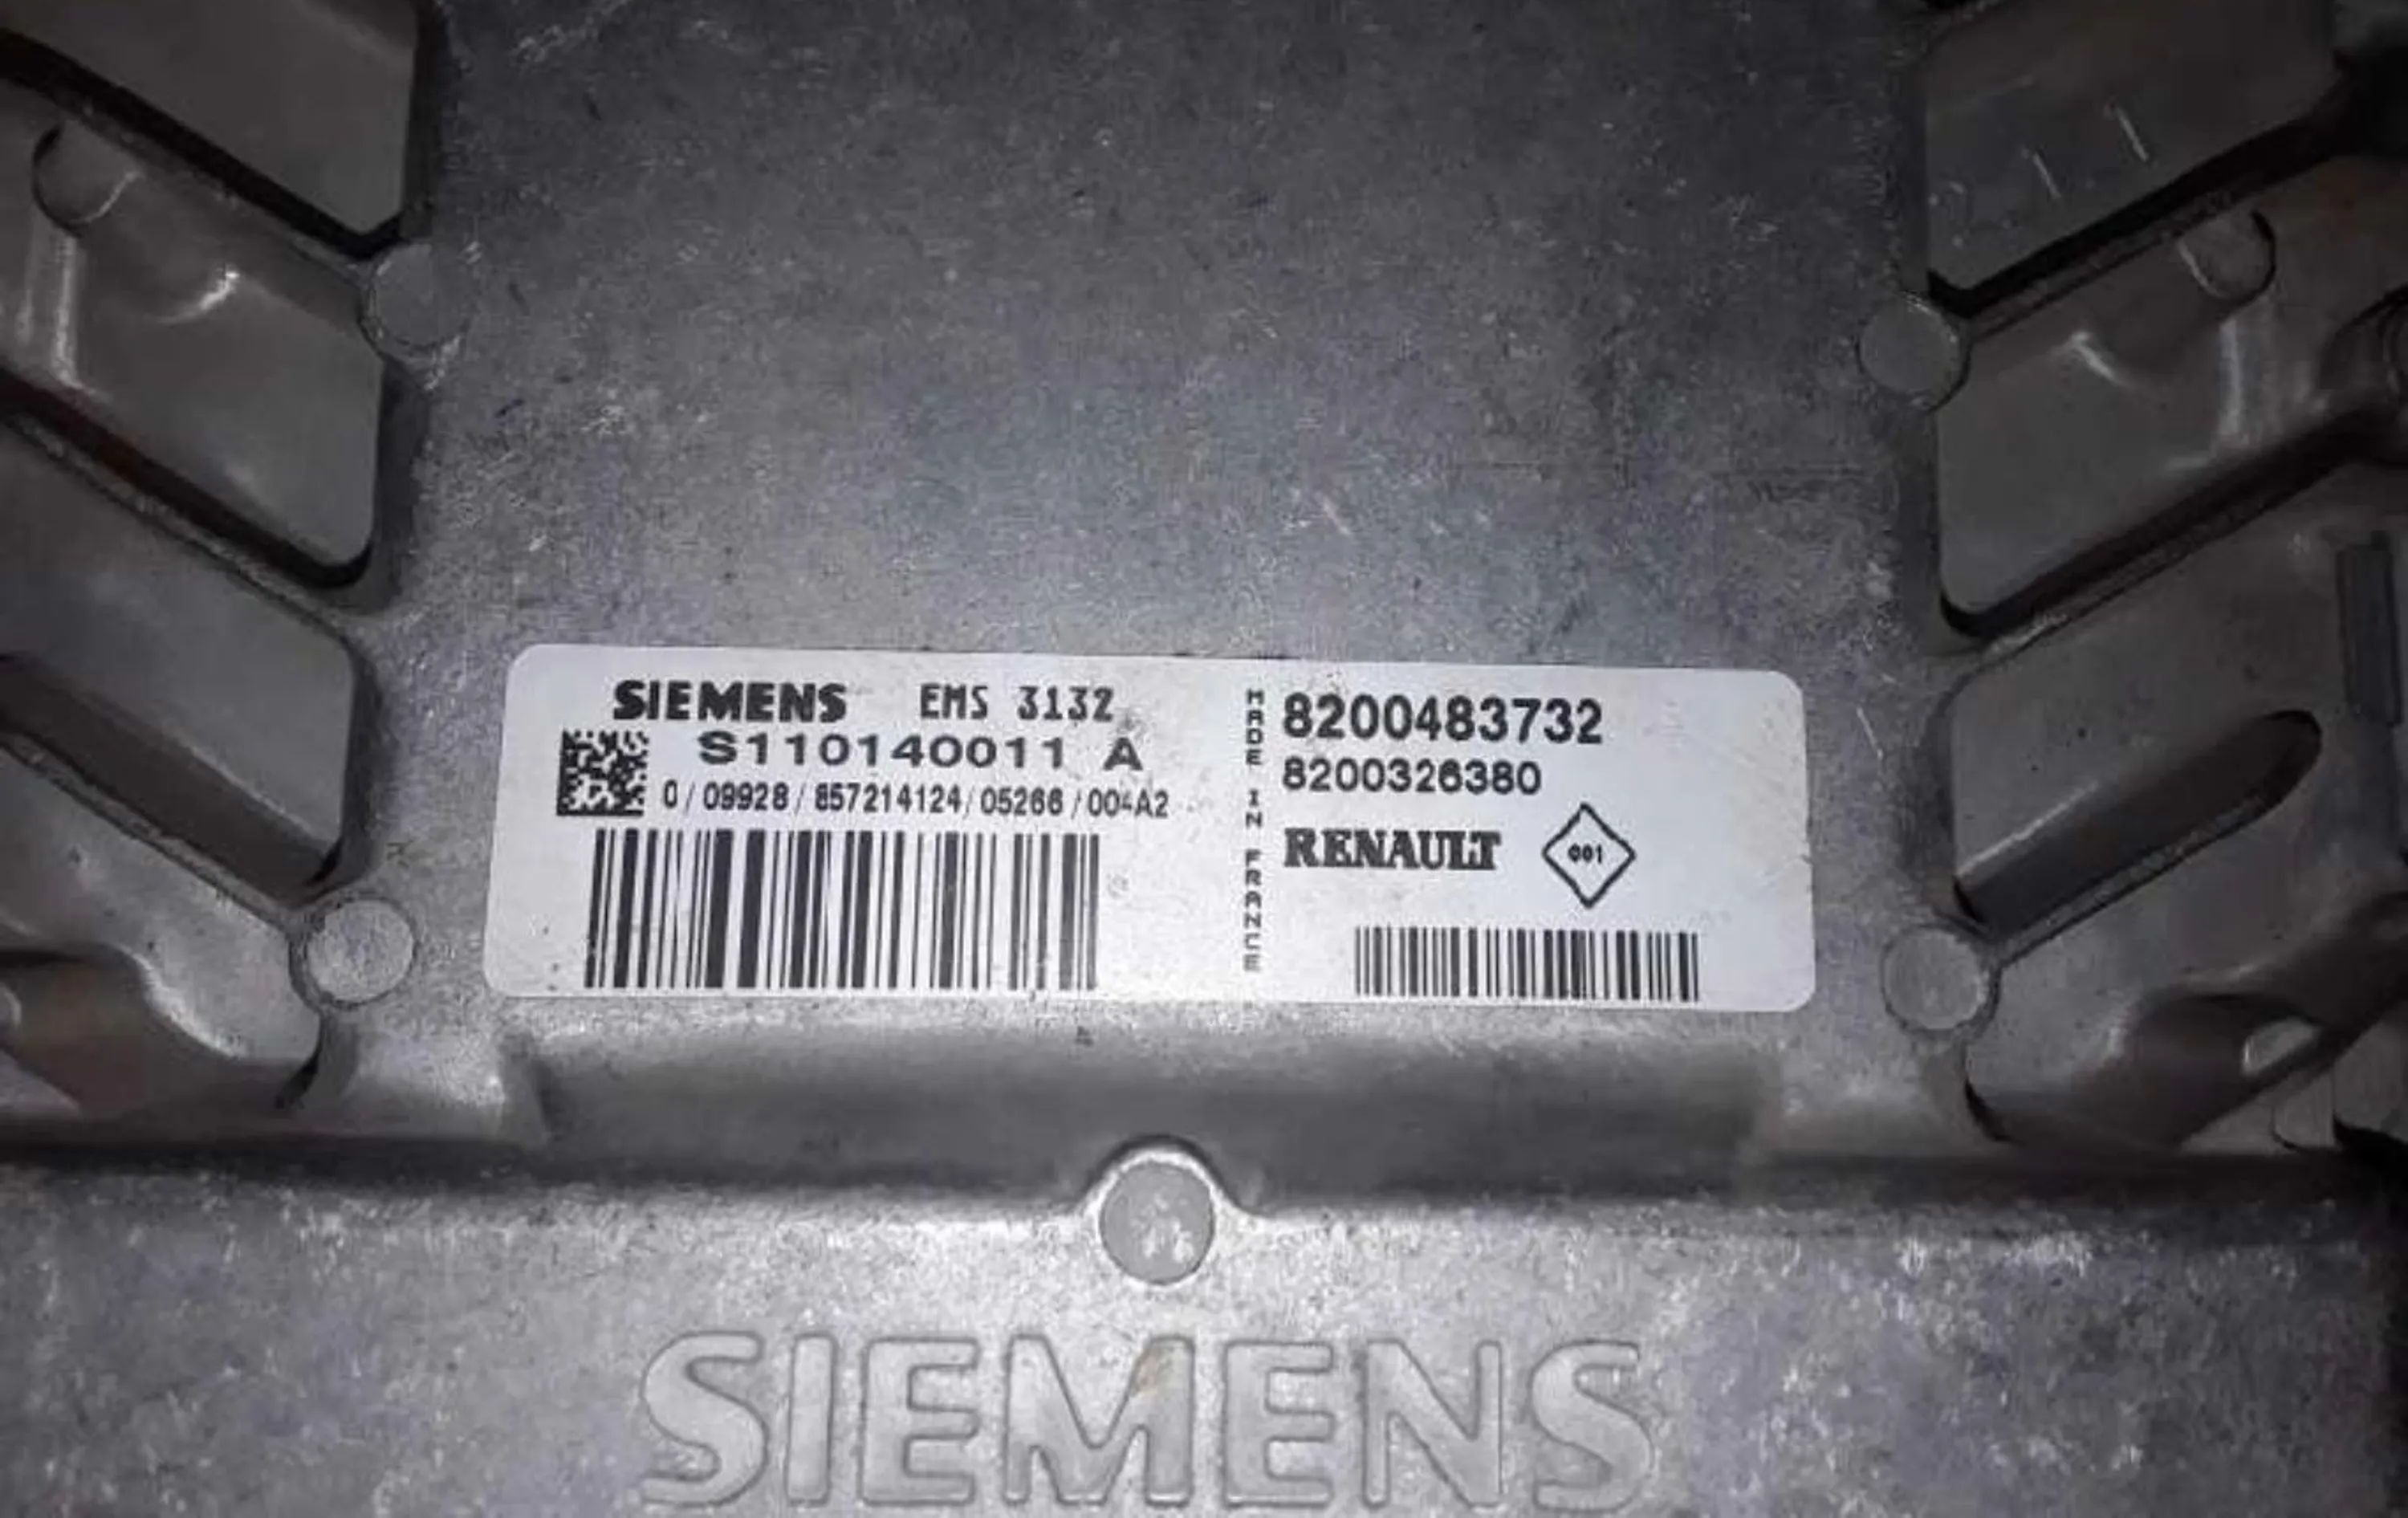 SIEMENS EMS 3132
S110140011 A
0/09928/857214124/05266/004A2
MADE IN FRANCE
8200483732
8200326380
RENAULT 001
SIEMENS